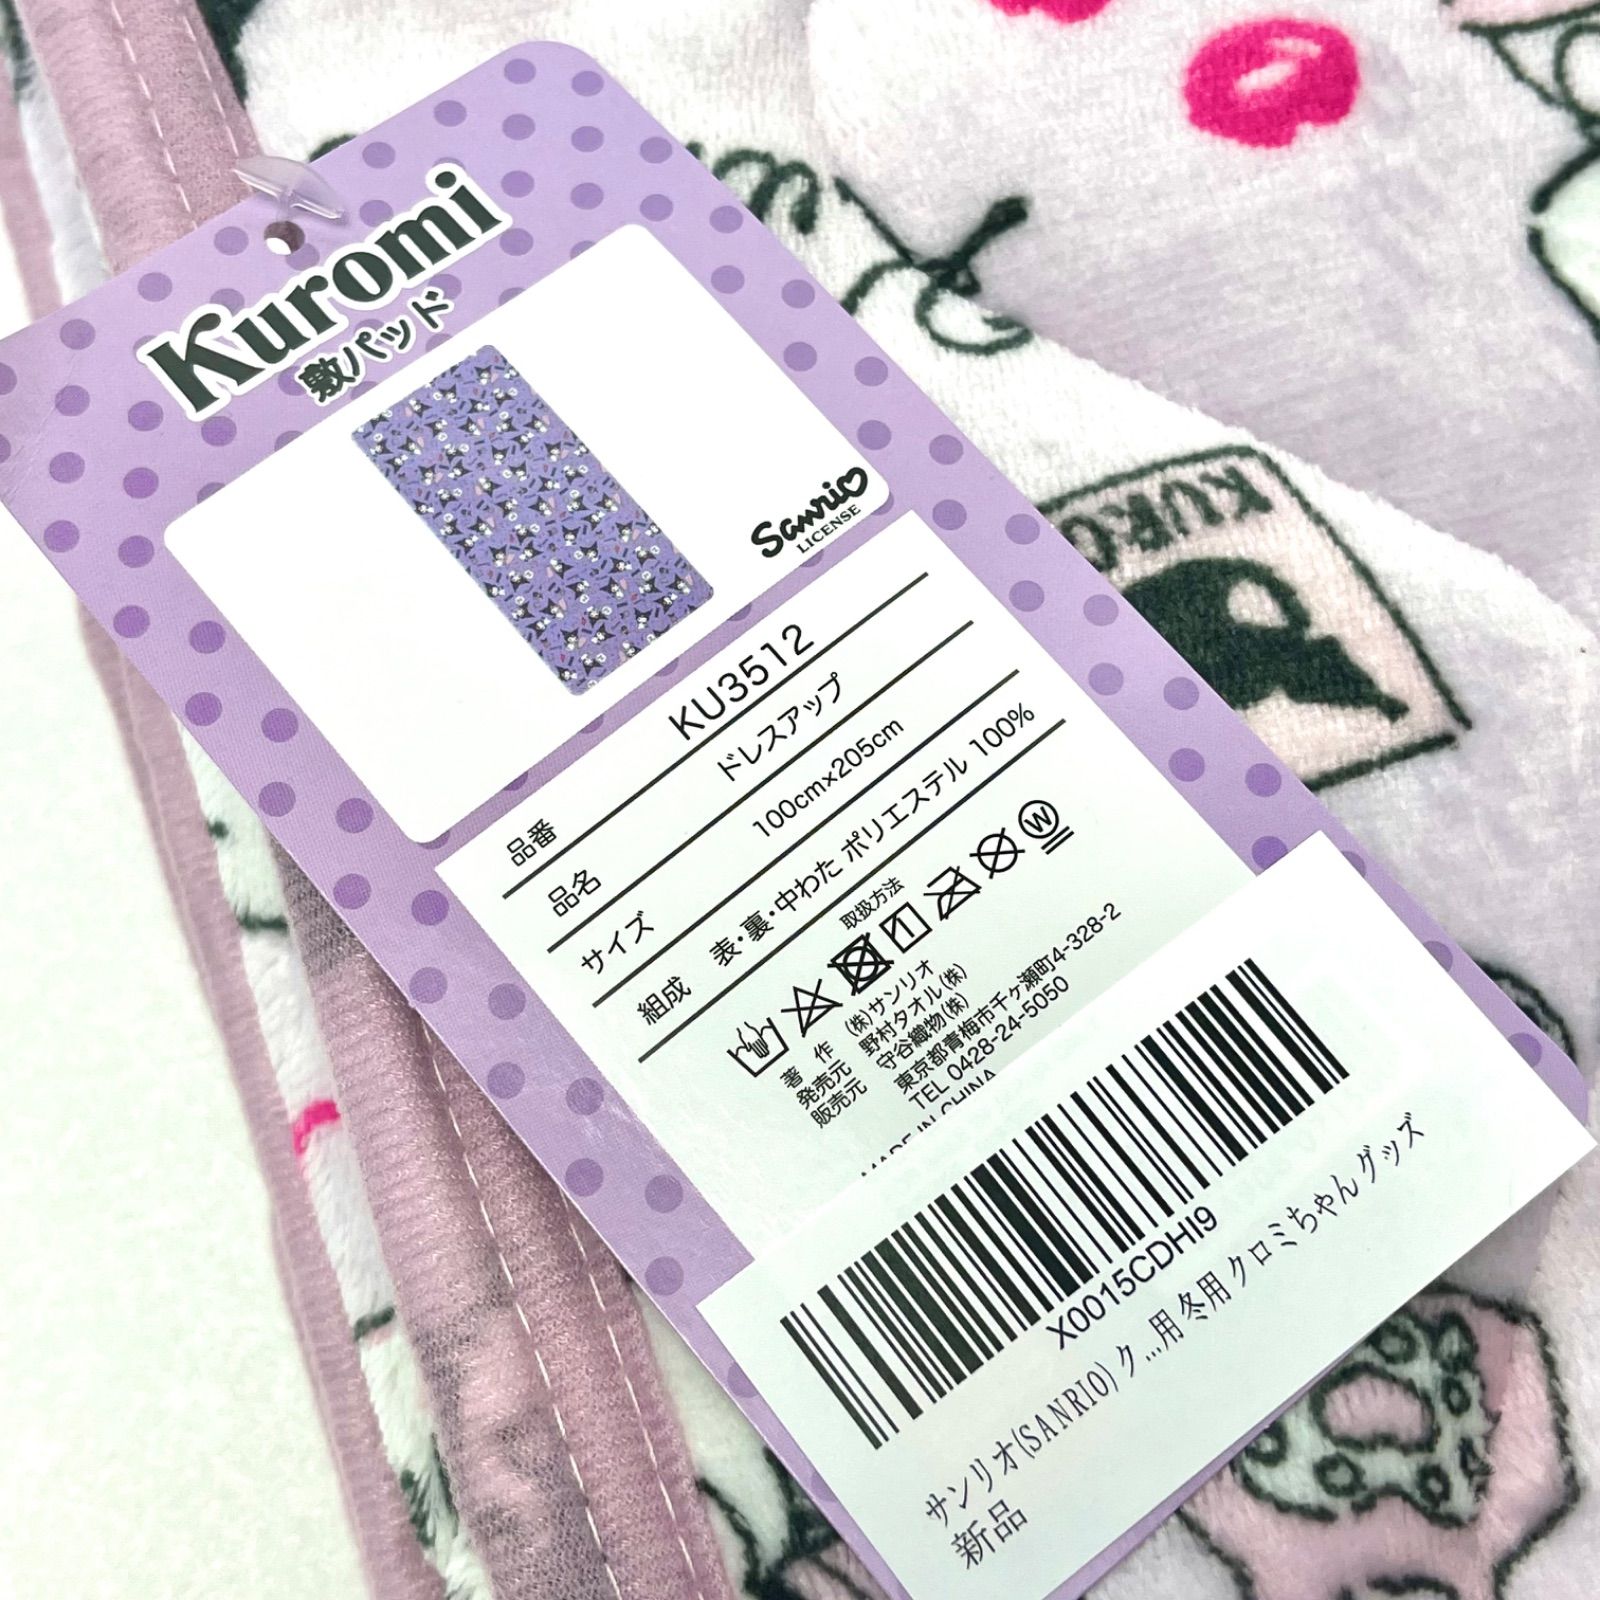 Kuromi
敷パッド
Sanrio
LICENSE
品番 KU3512
品名 ドレスアップ
サイズ 100cm×205cm
組成 表・裏・中わた ポリエステル 100%
取扱方法
1 W
著 作 (株)サンリオ
発売元 野村タオル(株)
販売元 守谷織物(株)
東京都青梅市千ヶ瀬町4-328-2
TEL 0428-24-5050
MADE IN CHINA
X0015CDHI9
サンリオ(SANRIO) ク...用 冬用 クロミちゃん グッズ
新品
KURO